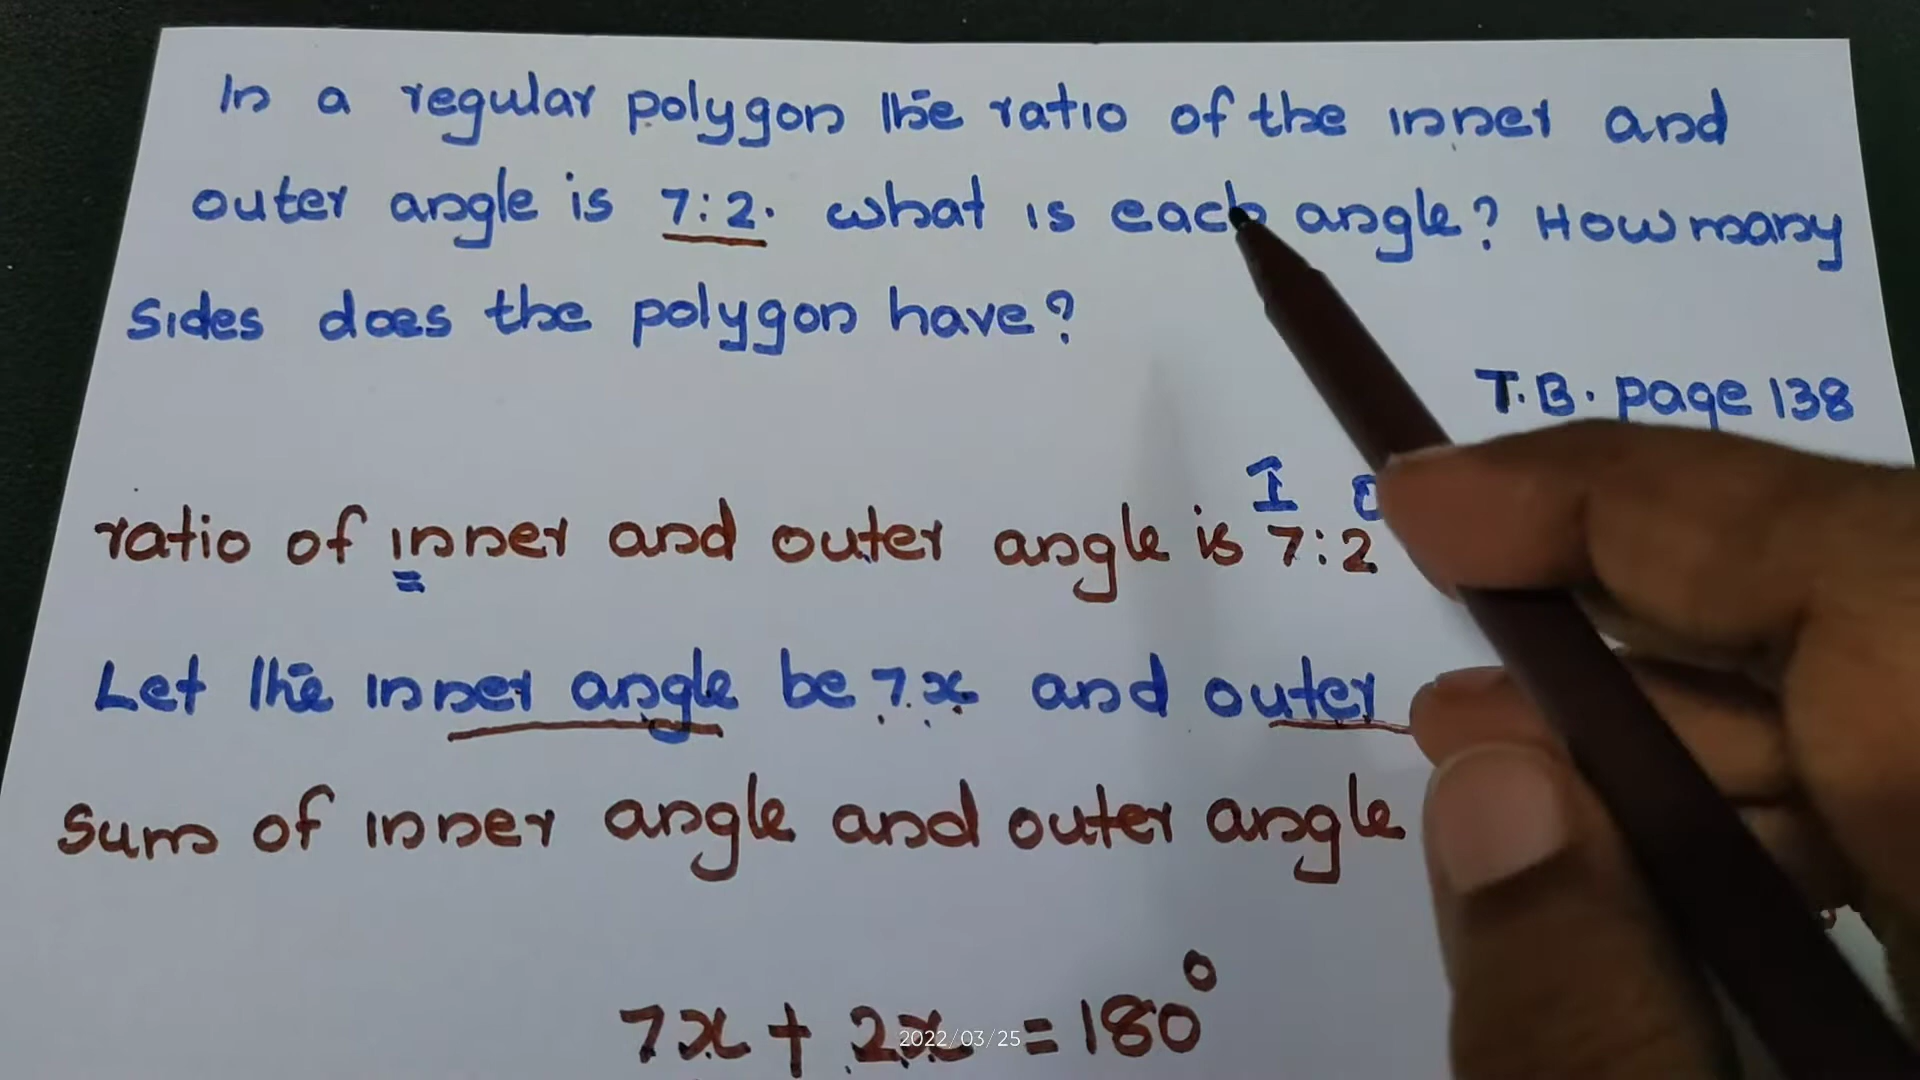 In a regular polygon the ratio of the inner and
outer angle is 7:2. what is each angle? How many
sides does the polygon have?
T.B. page 138
I O
ratio of inner and outer angle is 7:2
Let the inner angle be 7x and outer
sum of inner angle and outer angle
7x + 2x = 180°
2022/03/25